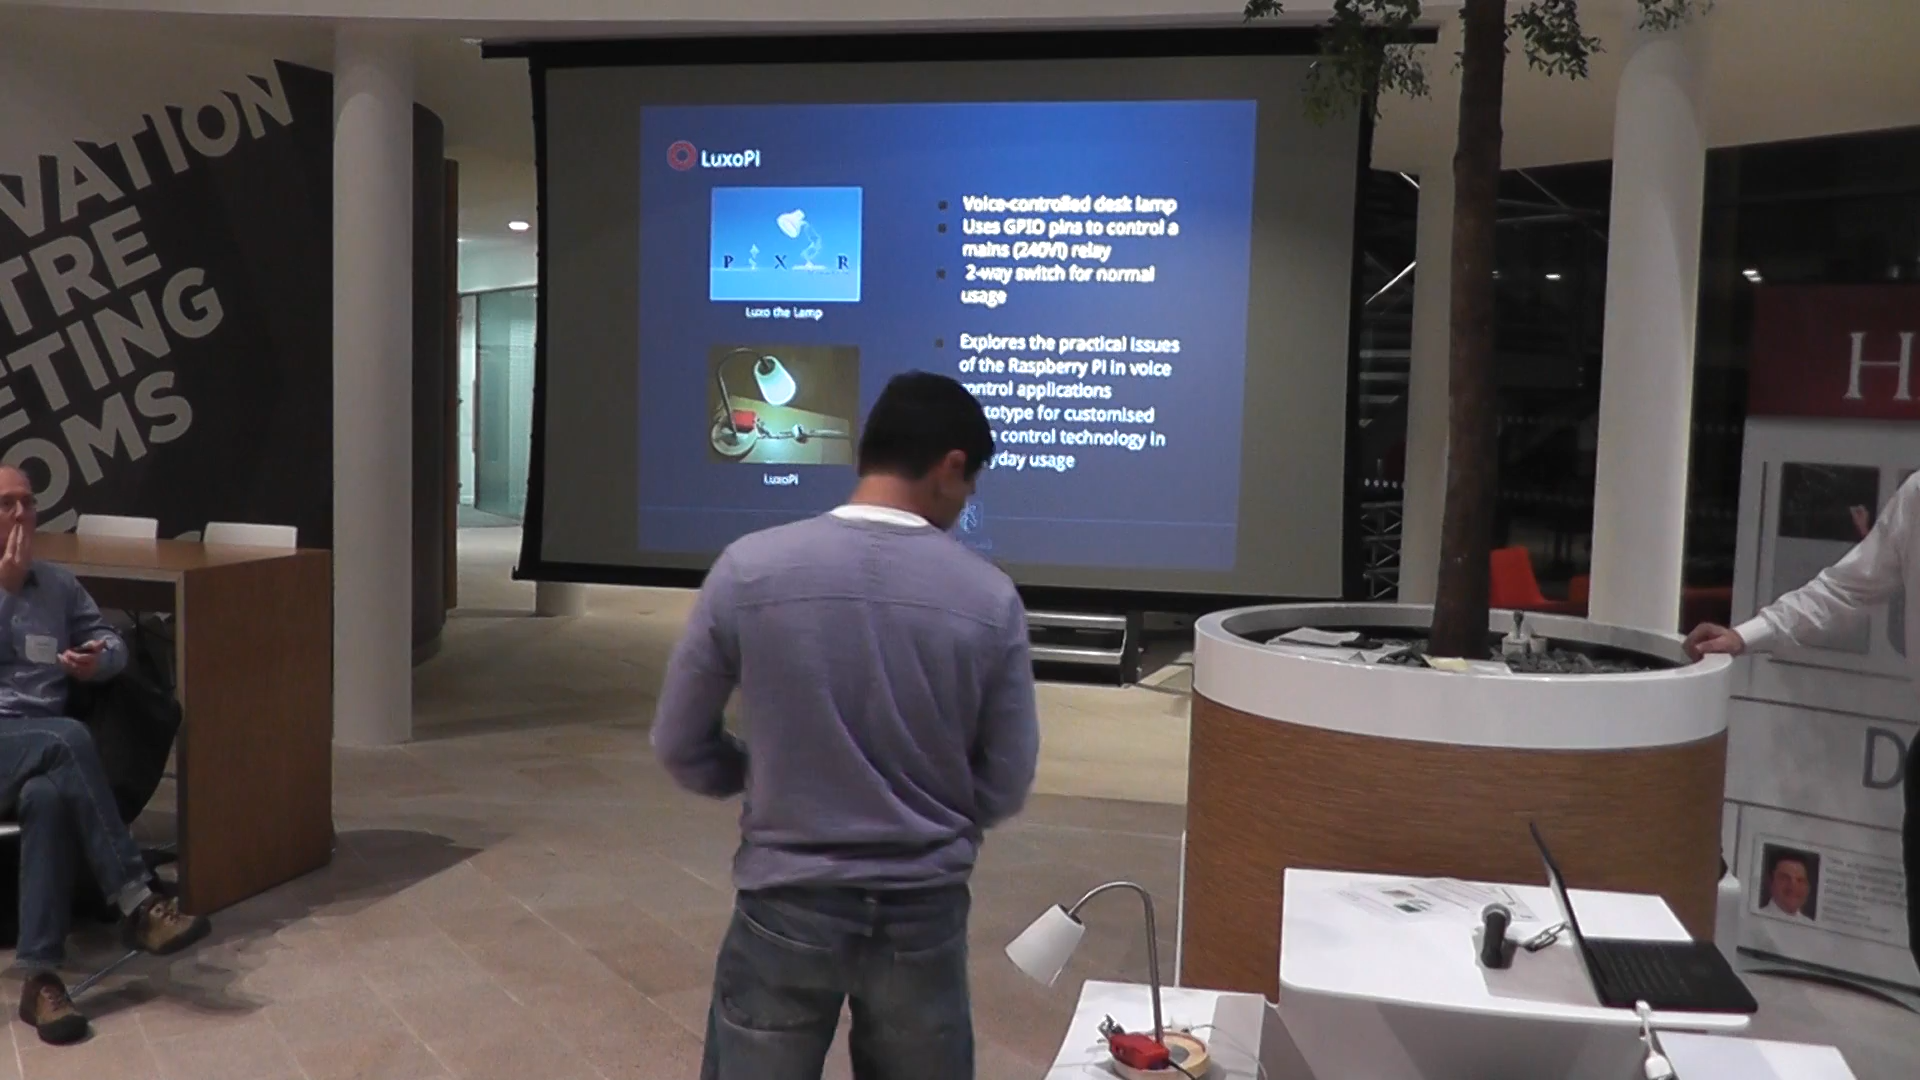 VATION
TRE
ETING
OMS
LuxoPi
P X R
Luxo the Lamp
LuxoPi
Voice-controlled desk lamp
Uses GPIO pins to control a
mains (240V!) relay
2-way switch for normal
usage
Explores the practical issues
of the Raspberry Pi in voice
ontrol applications
totype for customised
control technology in
yday usage
H
D